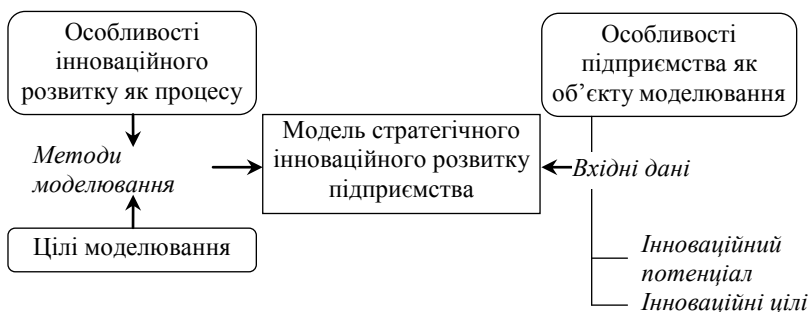 Особливості
інноваційного
розвитку як процесу
Особливості
підприємства як
об’єкту моделювання
Методи
моделювання
Модель стратегічного
інноваційного розвитку
підприємства
Вхідні дані
Цілі моделювання
Інноваційний
потенціал
Інноваційні цілі